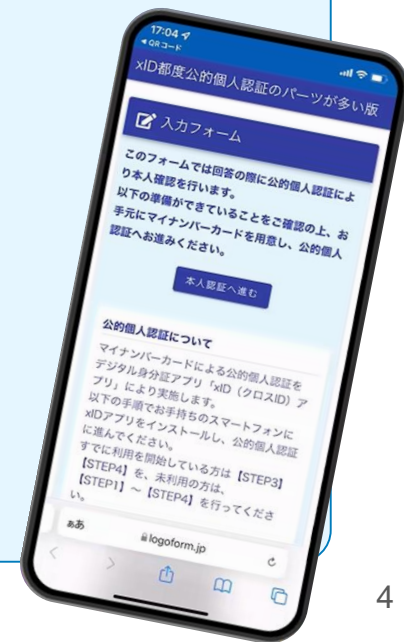 17:04
◀ QRコード
xID都度公的個人認証のパーツが多い版
入力フォーム
このフォームでは回答の際に公的個人認証によ
り本人確認を行います。
以下の準備ができていることをご確認の上、お
手元にマイナンバーカードを用意し、公的個人
認証へお進みください。
本人認証へ進む
公的個人認証について
マイナンバーカードによる公的個人認証を
デジタル身分証アプリ「xID（クロスID）ア
プリ」により実施します。
以下の手順でお手持ちのスマートフォンに
xIDアプリをインストールし、公的個人認証
に進んでください。
すでに利用を開始している方は【STEP3】
【STEP4】を、未利用の方は、
【STEP1】～【STEP4】を行ってくださ
い。
ああ
logoform.jp
4